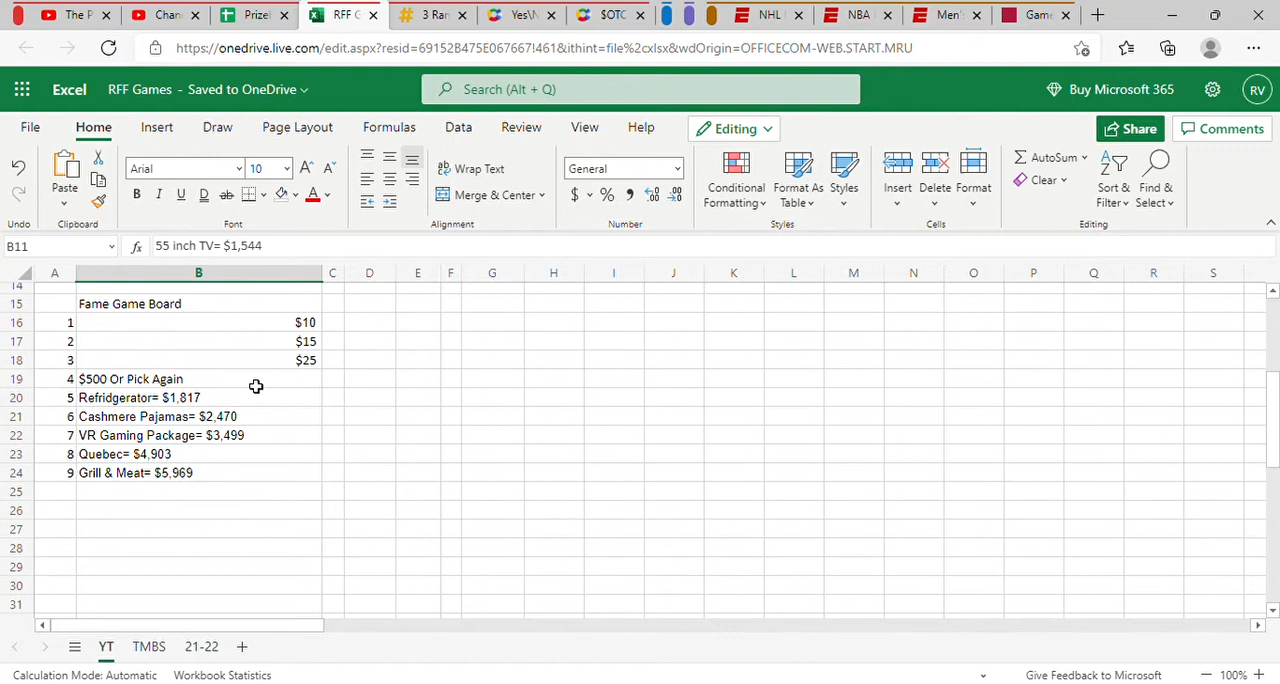 The P
Chan
Prizel
RFF G
3 Ran
Yes\N
$OTC
NHL
NBA
Men'
Game
https://onedrive.live.com/edit.aspx?resid=69152B475E067667!461&ithint=file%2cxlsx&wdOrigin=OFFICECOM-WEB.START.MRU
Excel RFF Games - Saved to OneDrive
Search (Alt + Q)
Buy Microsoft 365
RV
File Home Insert Draw Page Layout Formulas Data Review View Help Editing Share Comments
Paste
Arial 10
B I U D ab A
Wrap Text
Merge & Center
General
$ % 9
Conditional Formatting
Format As Table
Styles
Insert Delete Format
AutoSum
Clear
Sort & Filter
Find & Select
Undo Clipboard Font Alignment Number Styles Cells Editing
B11 fx 55 inch TV= $1,544
A B C D E F G H I J K L M N O P Q R S
14
15 Fame Game Board
16 1 $10
17 2 $15
18 3 $25
19 4 $500 Or Pick Again
20 5 Refridgerator= $1,817
21 6 Cashmere Pajamas= $2,470
22 7 VR Gaming Package= $3,499
23 8 Quebec= $4,903
24 9 Grill & Meat= $5,969
25
26
27
28
29
30
31
YT TMBS 21-22
Calculation Mode: Automatic Workbook Statistics
Give Feedback to Microsoft 100%